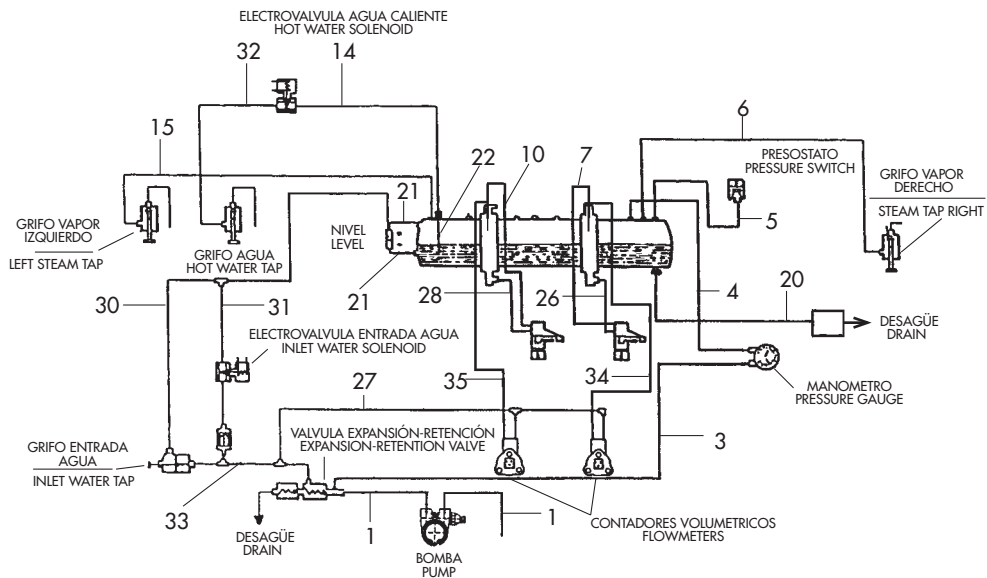 ELECTROVALVULA AGUA CALIENTE
HOT WATER SOLENOID
32
14
6
15
22
10
7
PRESOSTATO
PRESSURE SWITCH
GRIFO VAPOR
DERECHO
STEAM TAP RIGHT
5
21
NIVEL
LEVEL
GRIFO VAPOR
IZQUIERDO
LEFT STEAM TAP
GRIFO AGUA
HOT WATER TAP
21
28
26
4
20
30
31
DESAGÜE
DRAIN
ELECTROVALVULA ENTRADA AGUA
INLET WATER SOLENOID
35
34
27
MANOMETRO
PRESSURE GAUGE
3
VALVULA EXPANSIÓN-RETENCIÓN
EXPANSION-RETENTION VALVE
GRIFO ENTRADA
AGUA
INLET WATER TAP
33
DESAGÜE
DRAIN
1
1
CONTADORES VOLUMETRICOS
FLOWMETERS
BOMBA
PUMP